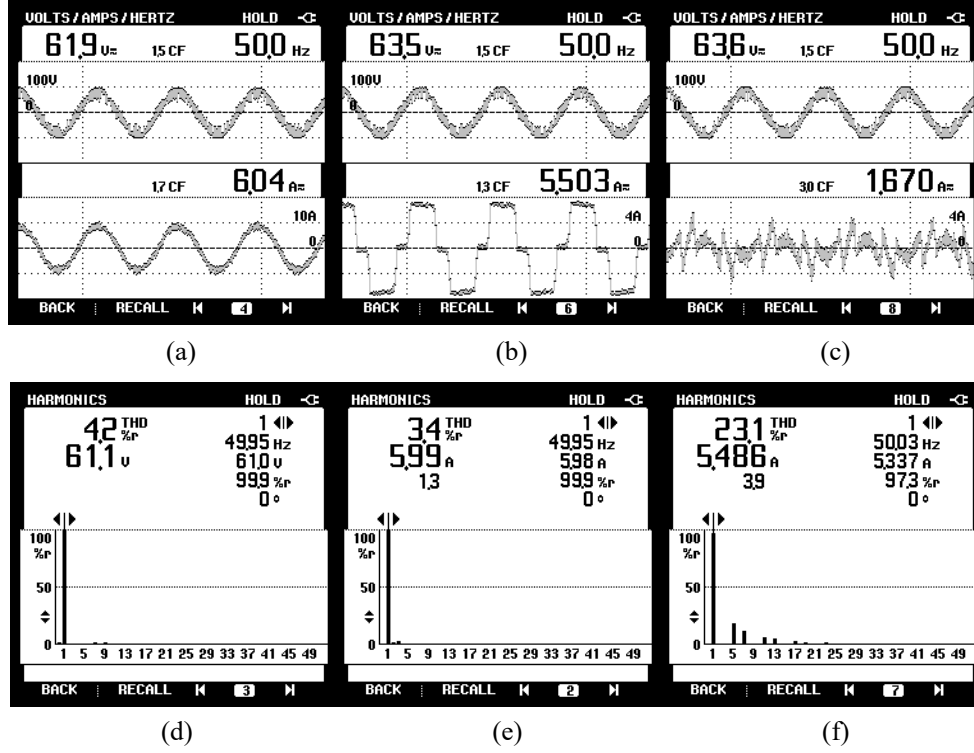 VOLTS/AMPS/HERTZ HOLD
61.9 V≂ 1.5 CF 50.0 Hz
100V
0
1.7 CF 6.04 A≂
10A
0
BACK RECALL 4
(a)
VOLTS/AMPS/HERTZ HOLD
63.5 V≂ 1.5 CF 50.0 Hz
100V
0
1.3 CF 5.503 A≂
4A
0
BACK RECALL 6
(b)
VOLTS/AMPS/HERTZ HOLD
63.6 V≂ 1.5 CF 50.0 Hz
100V
0
3.0 CF 1.670 A≂
4A
0
BACK RECALL 8
(c)
HARMONICS HOLD
4.2 THD %r 1
49.95 Hz
61.1 V 61.0 V
99.9 %r
0 °
100
%r
50
0
1 5 9 13 17 21 25 29 33 37 41 45 49
BACK RECALL 3
(d)
HARMONICS HOLD
3.4 THD %r 1
49.95 Hz
5.99 A 5.98 A
1.3 99.9 %r
0 °
100
%r
50
0
1 5 9 13 17 21 25 29 33 37 41 45 49
BACK RECALL 2
(e)
HARMONICS HOLD
23.1 THD %r 1
50.03 Hz
5.486 A 5.337 A
3.9 97.3 %r
0 °
100
%r
50
0
1 5 9 13 17 21 25 29 33 37 41 45 49
BACK RECALL 7
(f)